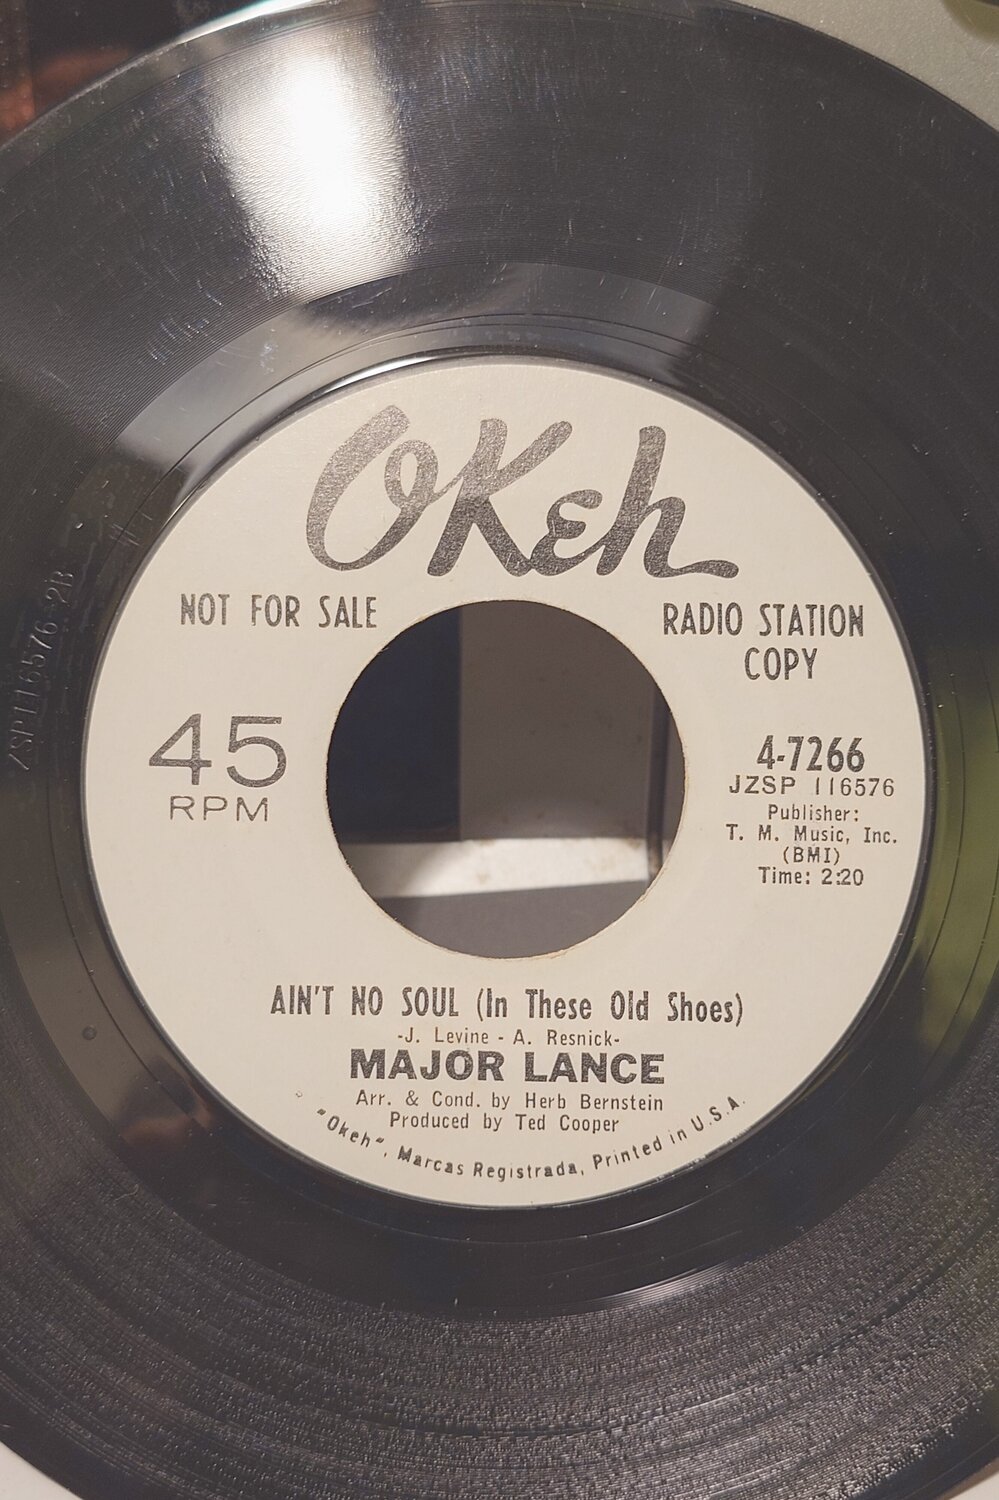 OKeh
NOT FOR SALE
RADIO STATION
COPY
45
RPM
4-7266
JZSP 116576
Publisher:
T. M. Music, Inc.
(BMI)
Time: 2:20
AIN'T NO SOUL (In These Old Shoes)
-J. Levine - A. Resnick-
MAJOR LANCE
Arr. & Cond. by Herb Bernstein
Produced by Ted Cooper
"Okeh", Marcas Registrada, Printed in U.S.A.
ZSP116576-2B